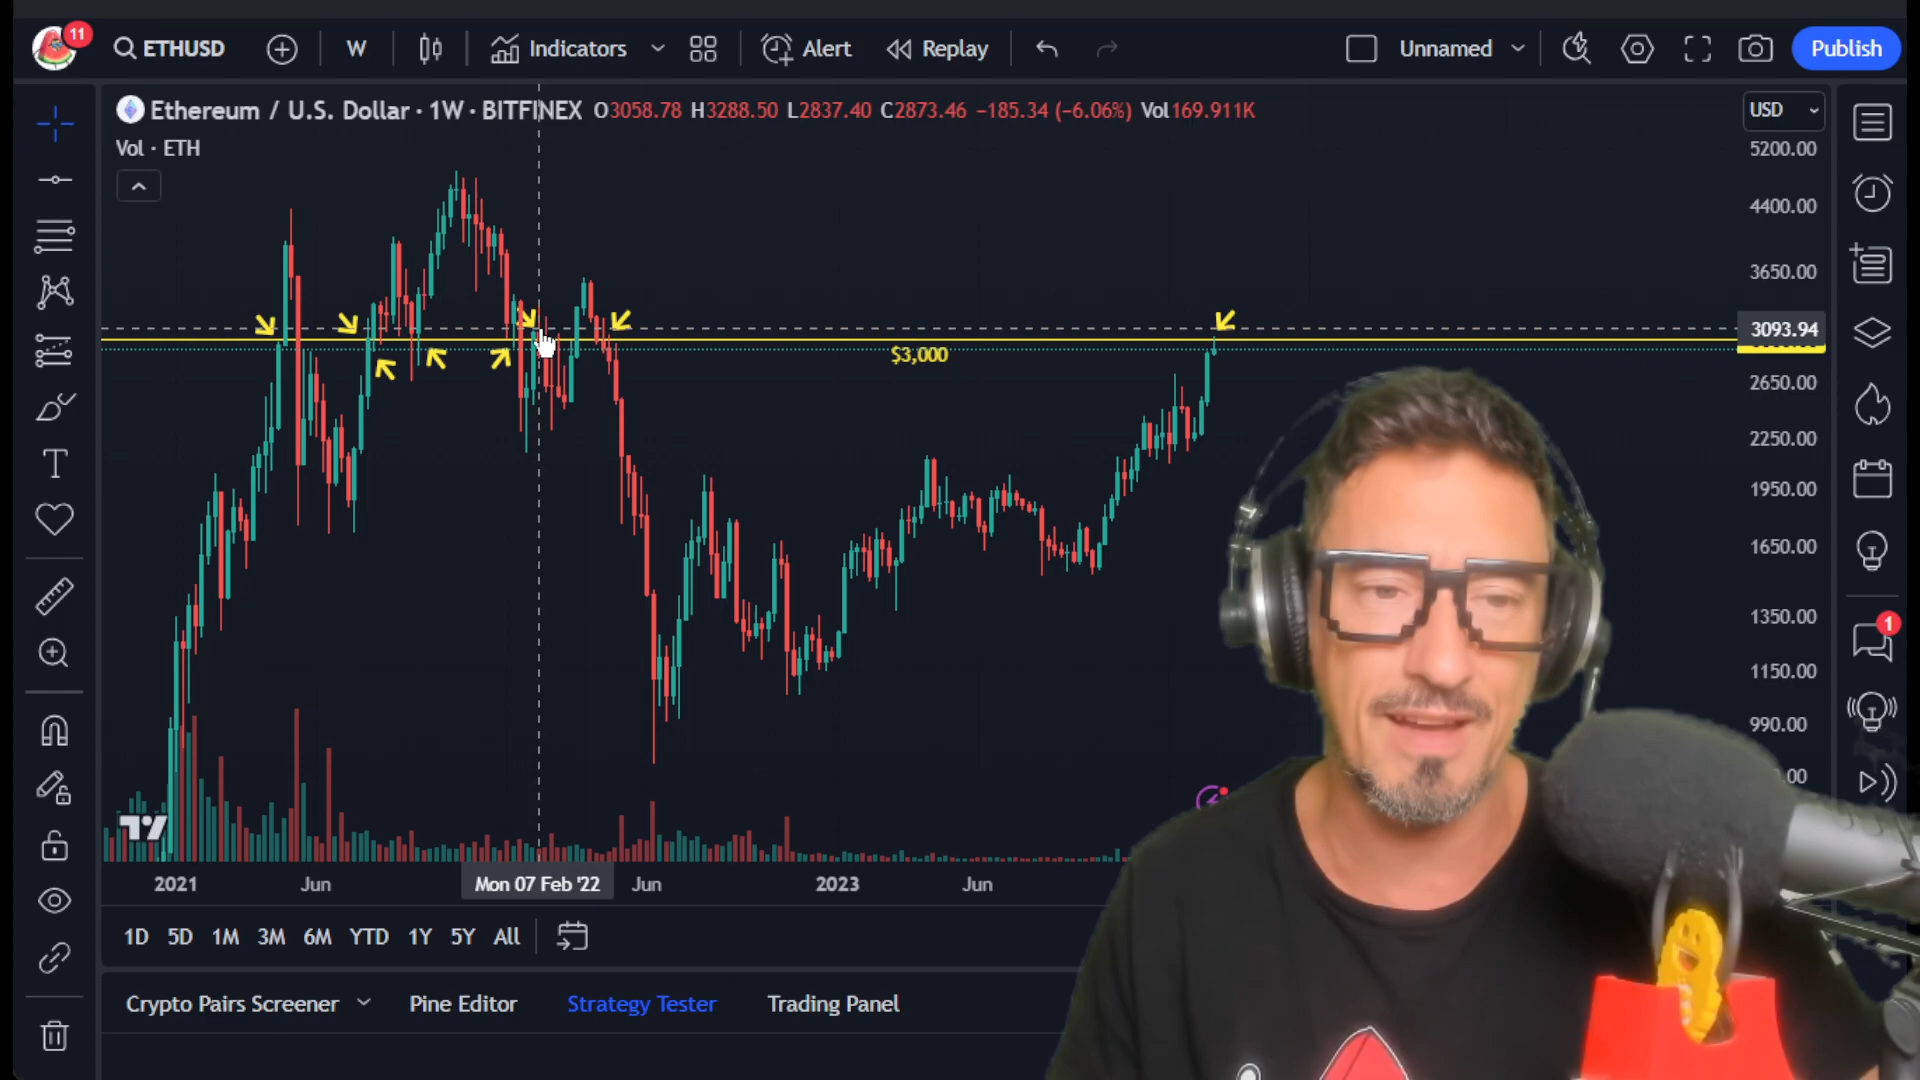 11
ETHUSD
W
Indicators
Alert
Replay
Unnamed
Publish
Ethereum / U.S. Dollar · 1W · BITFINEX O3058.78 H3288.50 L2837.40 C2873.46 −185.34 (−6.06%) Vol169.911K
USD
Vol · ETH
5200.00
4400.00
3650.00
3093.94
$3,000
2650.00
2250.00
1950.00
1650.00
1350.00
1
1150.00
990.00
2021
Jun
Mon 07 Feb '22
Jun
2023
Jun
1D 5D 1M 3M 6M YTD 1Y 5Y All
Crypto Pairs Screener
Pine Editor
Strategy Tester
Trading Panel